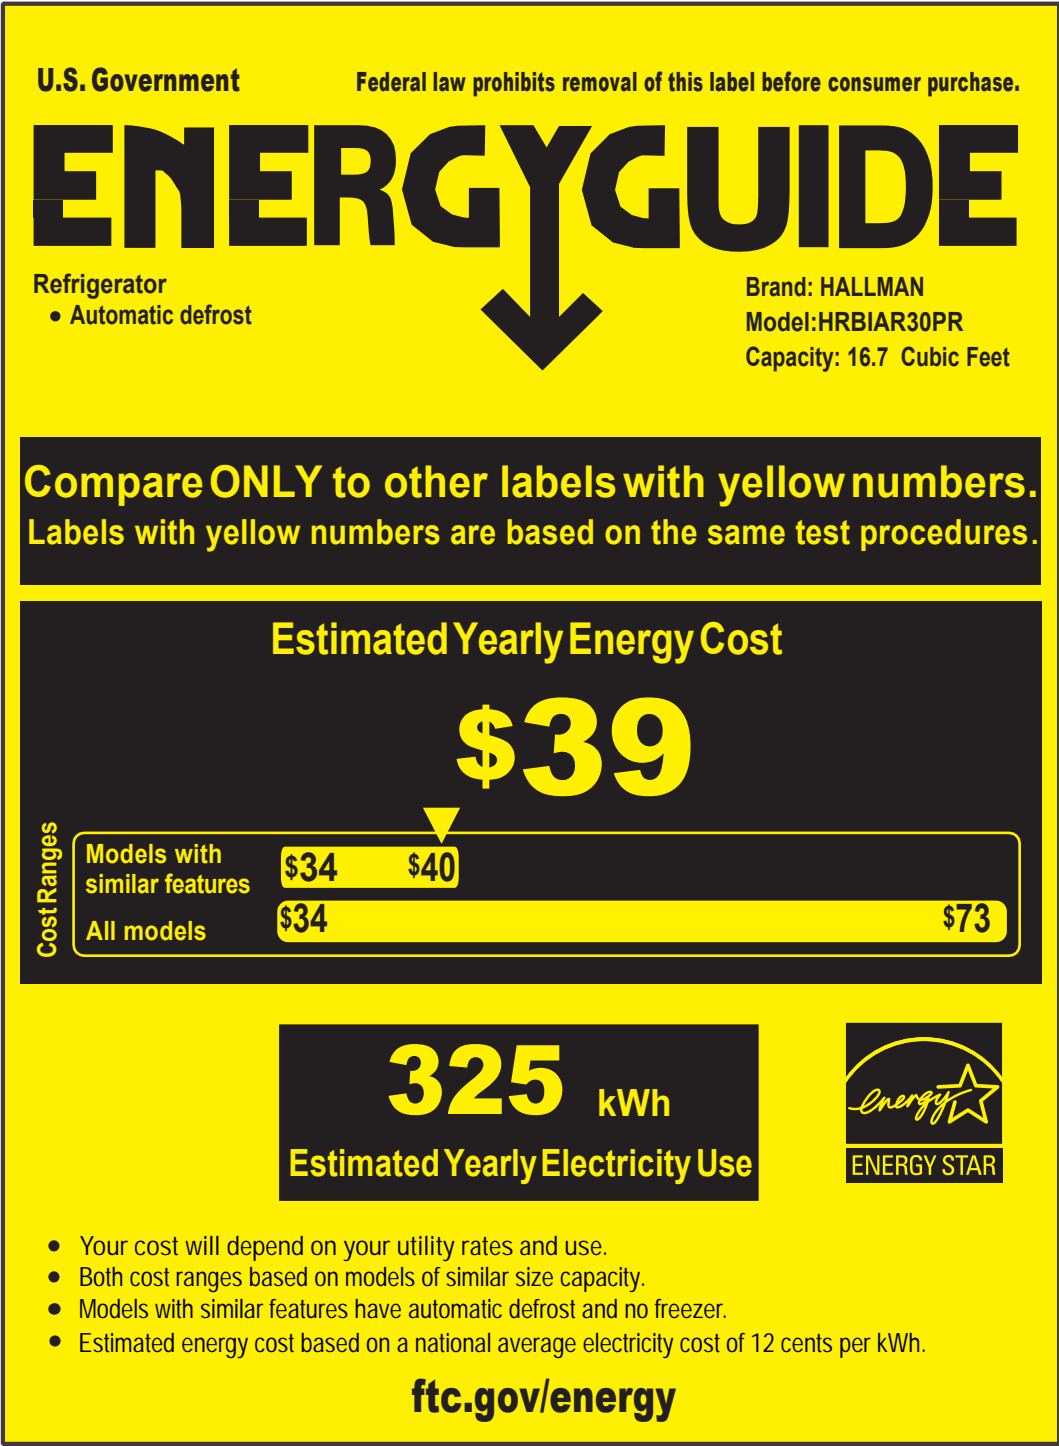 U.S. Government Federal law prohibits removal of this label before consumer purchase.
ENERGYGUIDE
Refrigerator
• Automatic defrost
Brand: HALLMAN
Model:HRBIAR30PR
Capacity: 16.7 Cubic Feet
Compare ONLY to other labels with yellow numbers.
Labels with yellow numbers are based on the same test procedures.
Estimated Yearly Energy Cost
$39
Cost Ranges
Models with
similar features
$34 $40
All models
$34 $73
325 kWh
Estimated Yearly Electricity Use
energy
ENERGY STAR
• Your cost will depend on your utility rates and use.
• Both cost ranges based on models of similar size capacity.
• Models with similar features have automatic defrost and no freezer.
• Estimated energy cost based on a national average electricity cost of 12 cents per kWh.
ftc.gov/energy